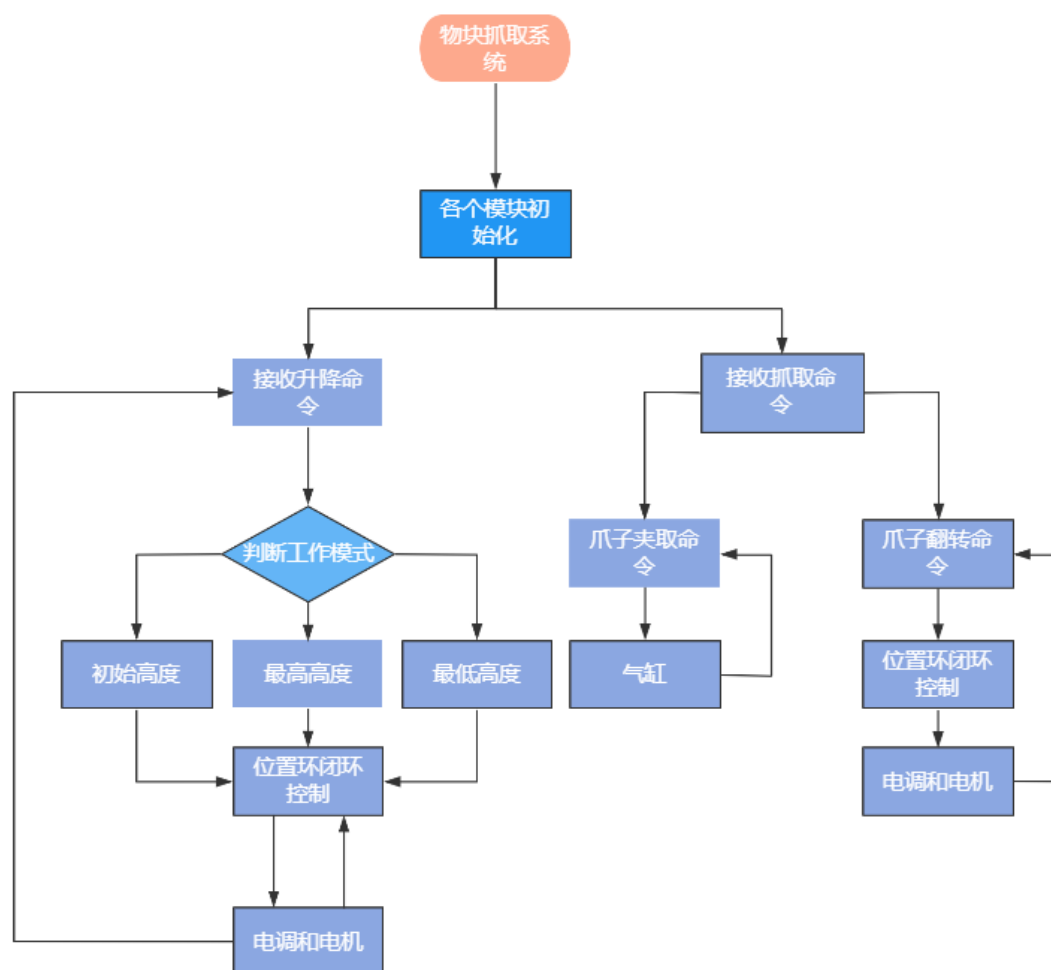 物块抓取系
统
各个模块初
始化
接收升降命
令
接收抓取命
令
判断工作模式
爪子夹取命
令
爪子翻转命
令
初始高度
最高高度
最低高度
气缸
位置环闭环
控制
位置环闭环
控制
电调和电机
电调和电机